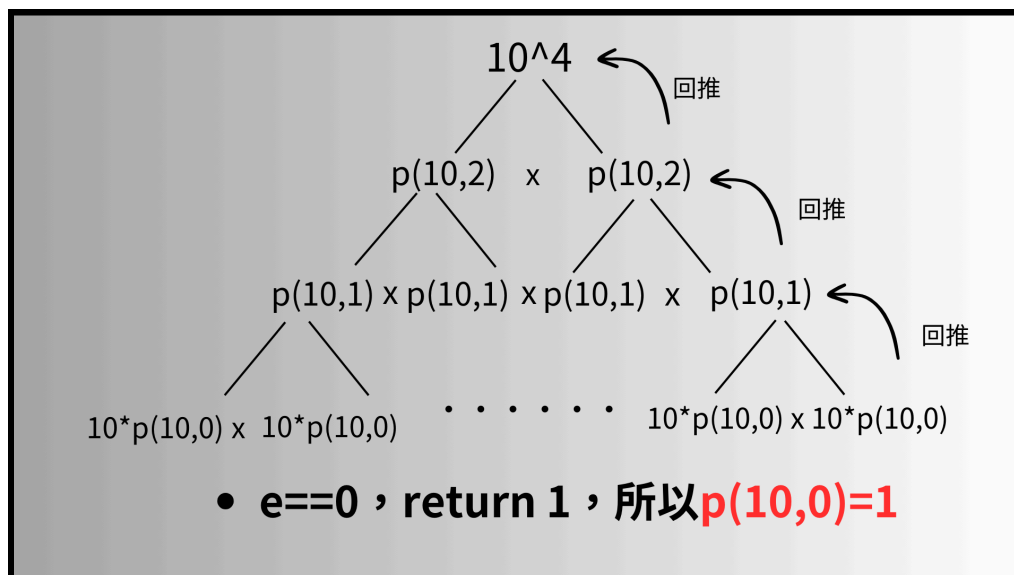 10^4
回推
p(10,2) x p(10,2)
回推
p(10,1) x p(10,1) x p(10,1) x p(10,1)
回推
10*p(10,0) x 10*p(10,0) ······ 10*p(10,0) x 10*p(10,0)
• e==0，return 1，所以p(10,0)=1